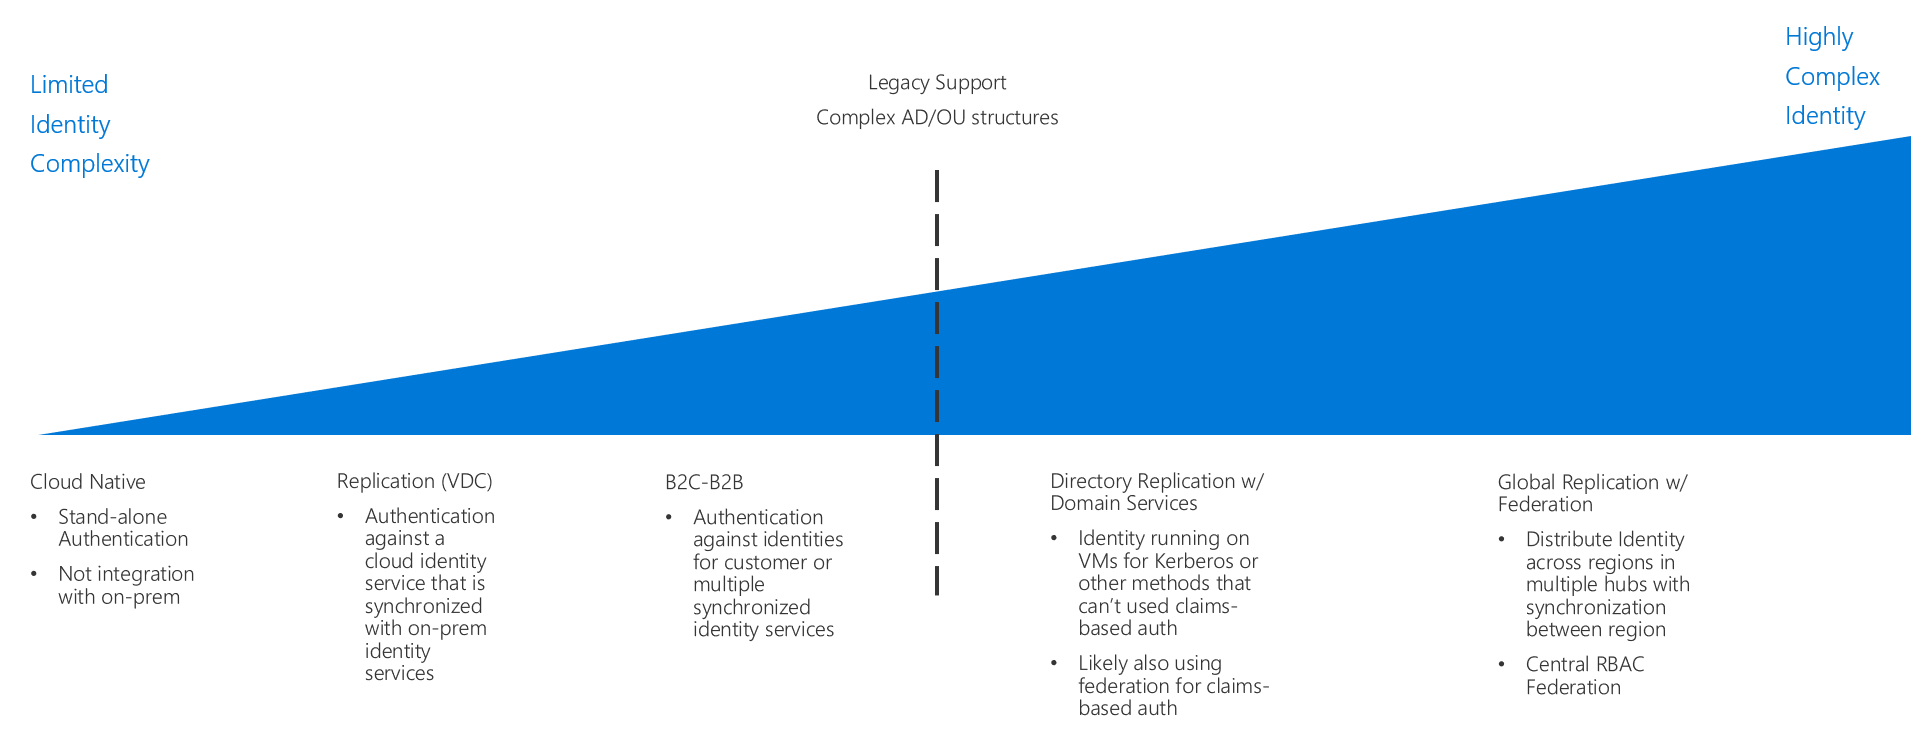 Limited
Identity
Complexity
Legacy Support
Complex AD/OU structures
Highly
Complex
Identity
Cloud Native
• Stand-alone
Authentication
• Not integration
with on-prem
Replication (VDC)
• Authentication
against a
cloud identity
service that is
synchronized
with on-prem
identity
services
B2C-B2B
• Authentication
against identities
for customer or
multiple
synchronized
identity services
Directory Replication w/
Domain Services
• Identity running on
VMs for Kerberos or
other methods that
can’t used claims-
based auth
• Likely also using
federation for claims-
based auth
Global Replication w/
Federation
• Distribute Identity
across regions in
multiple hubs with
synchronization
between region
• Central RBAC
Federation